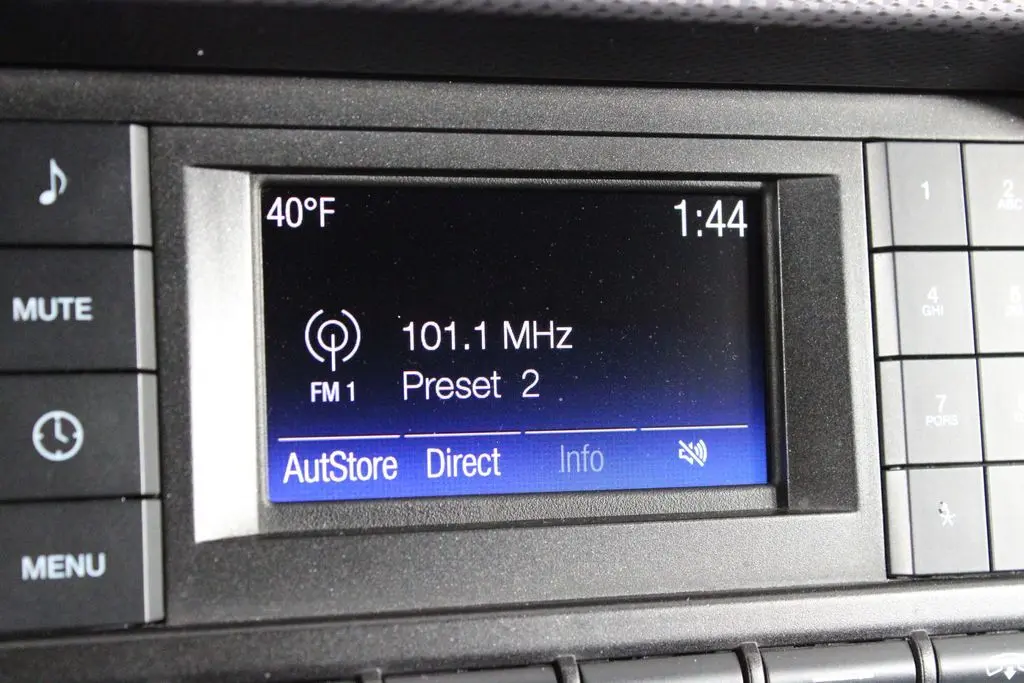 40°F
1:44
101.1 MHz
FM 1
Preset 2
AutStore
Direct
Info
MUTE
MENU
1
2
ABC
4
GHI
7
PQRS
*